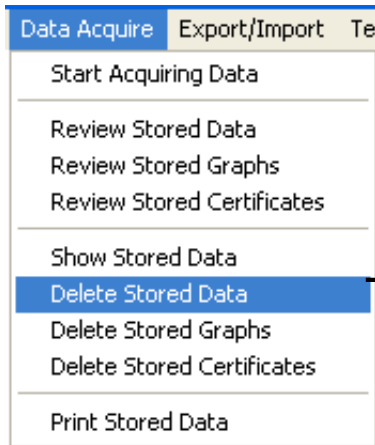 Data Acquire Export/Import Te
Start Acquiring Data
Review Stored Data
Review Stored Graphs
Review Stored Certificates
Show Stored Data
Delete Stored Data
Delete Stored Graphs
Delete Stored Certificates
Print Stored Data